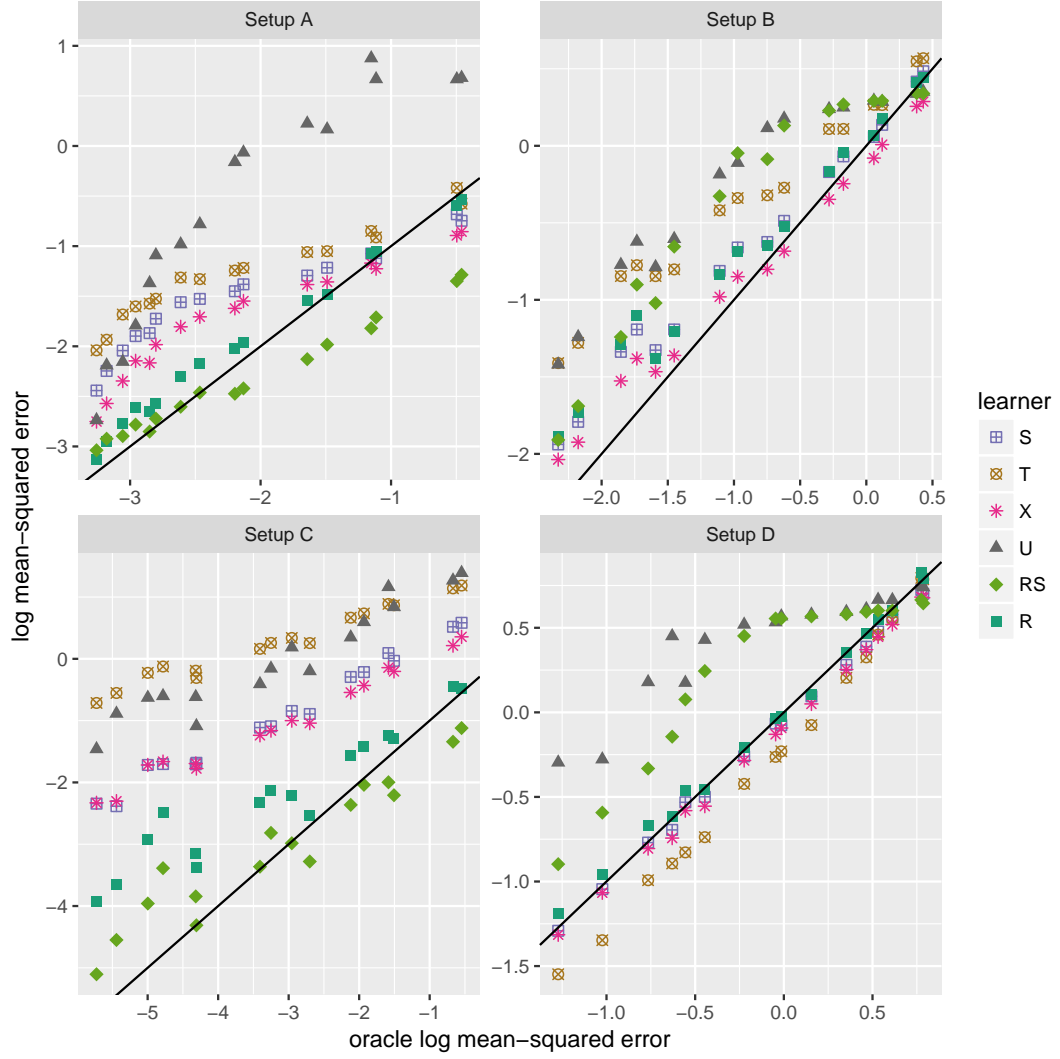 Setup A
Setup B
1
0
−1
−2
−3
−3
−2
−1
0
−1
−2
−2.0
−1.5
−1.0
−0.5
0.0
0.5
Setup C
Setup D
0
−2
−4
−5
−4
−3
−2
−1
0.5
0.0
−0.5
−1.0
−1.5
−1.0
−0.5
0.0
0.5
log mean−squared error
oracle log mean−squared error
learner
S
T
X
U
RS
R